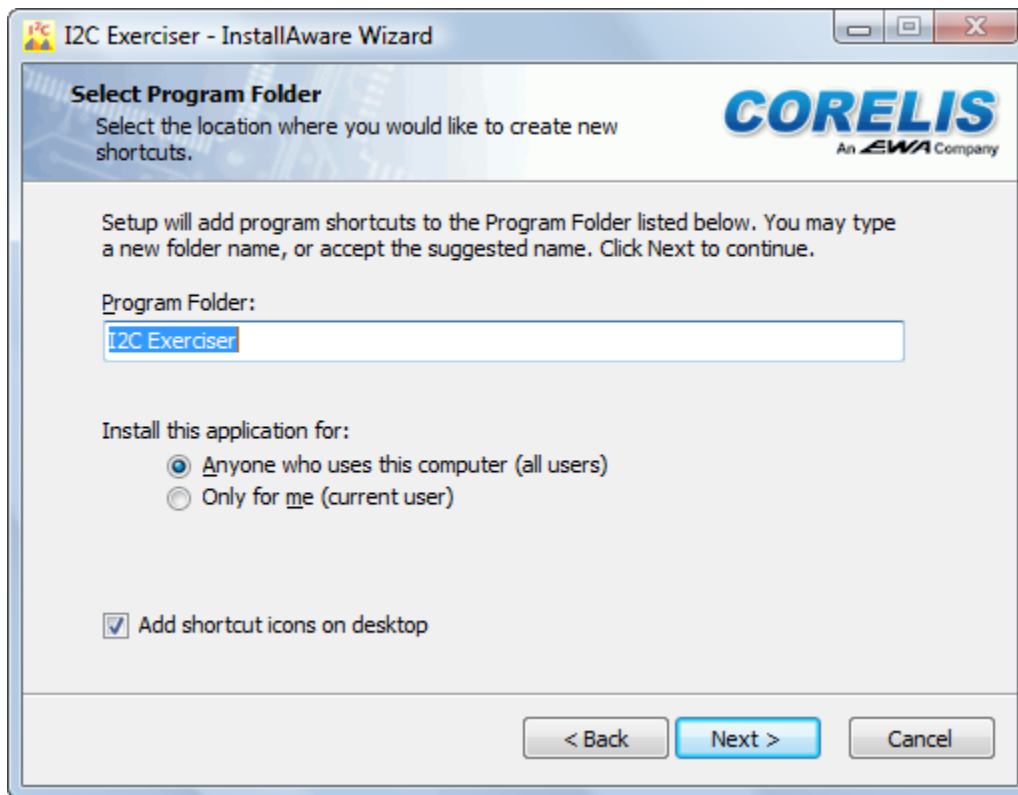 I2C Exerciser - InstallAware Wizard
Select Program Folder
Select the location where you would like to create new
shortcuts.
CORELIS
An EWA Company
Setup will add program shortcuts to the Program Folder listed below. You may type
a new folder name, or accept the suggested name. Click Next to continue.
Program Folder:
I2C Exerciser
Install this application for:
Anyone who uses this computer (all users)
Only for me (current user)
Add shortcut icons on desktop
< Back
Next >
Cancel